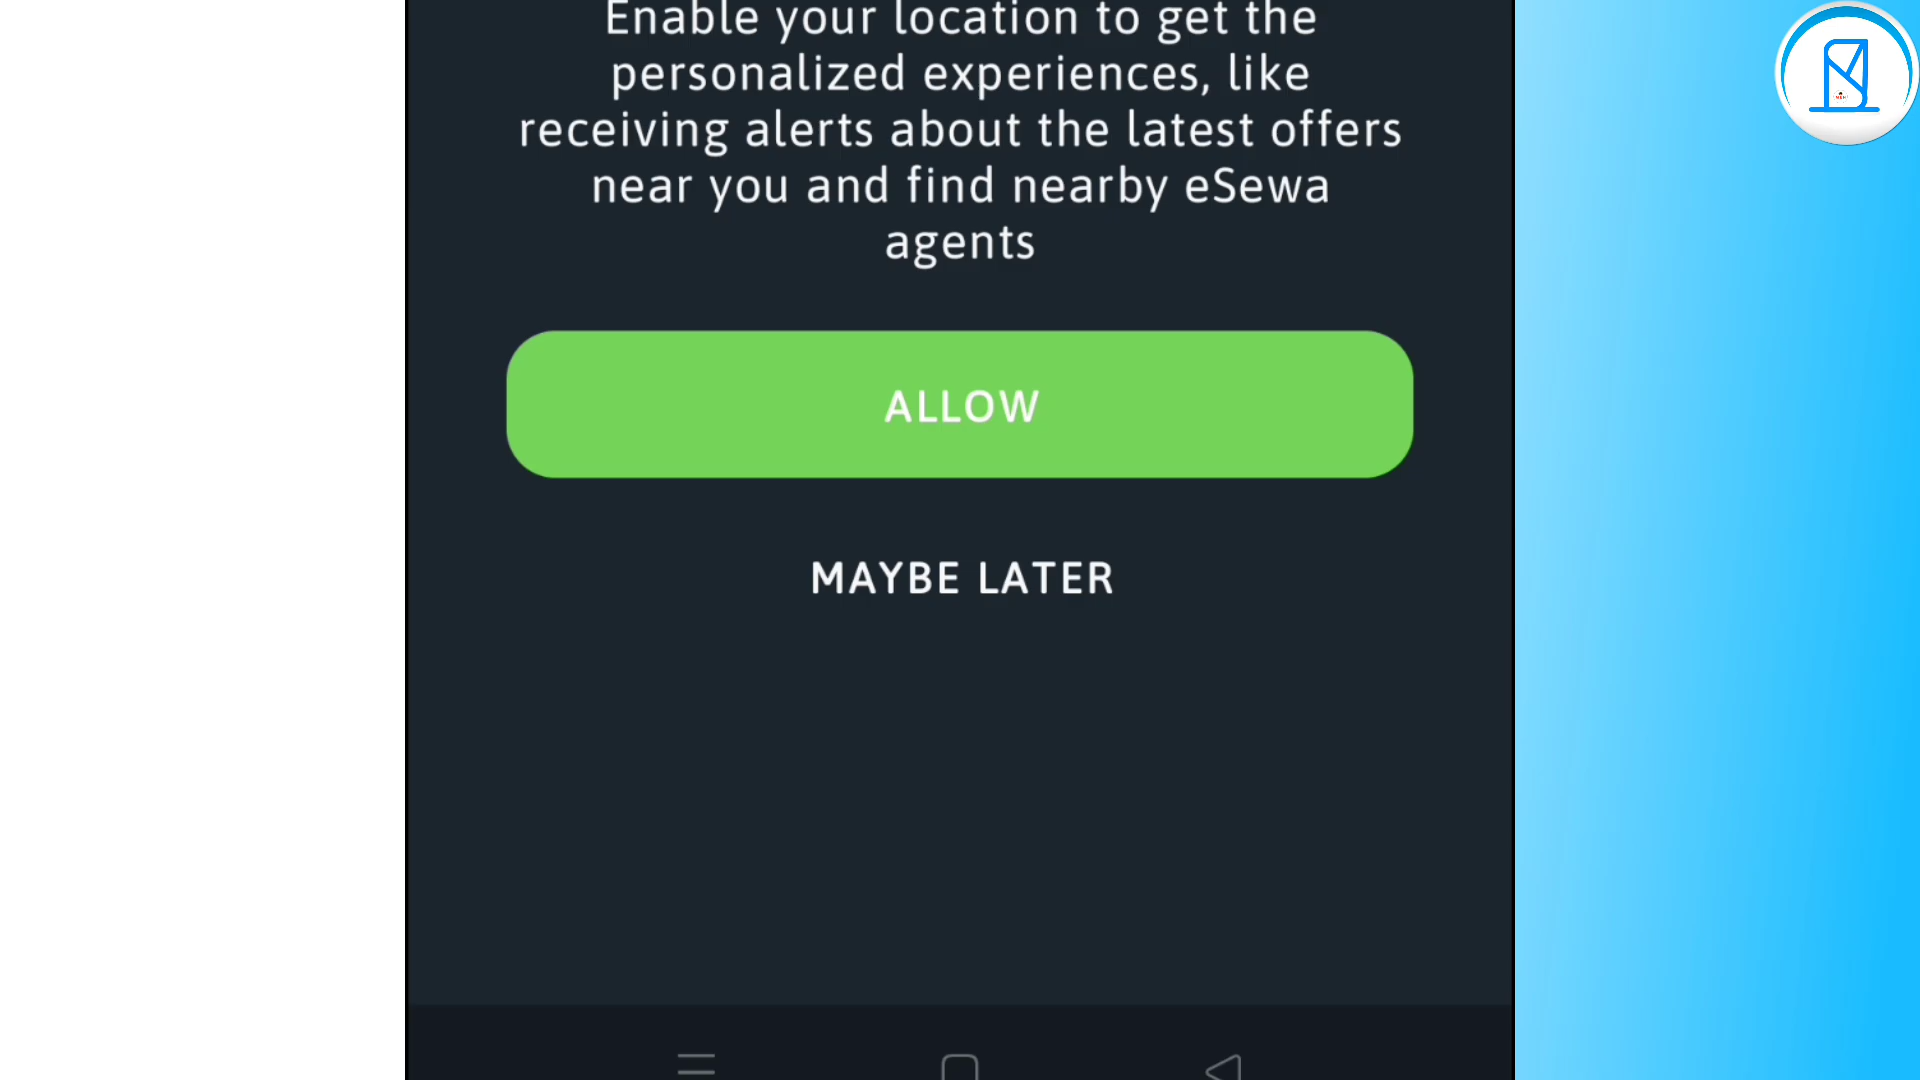 Enable your location to get the
personalized experiences, like
receiving alerts about the latest offers
near you and find nearby eSewa
agents
ALLOW
MAYBE LATER